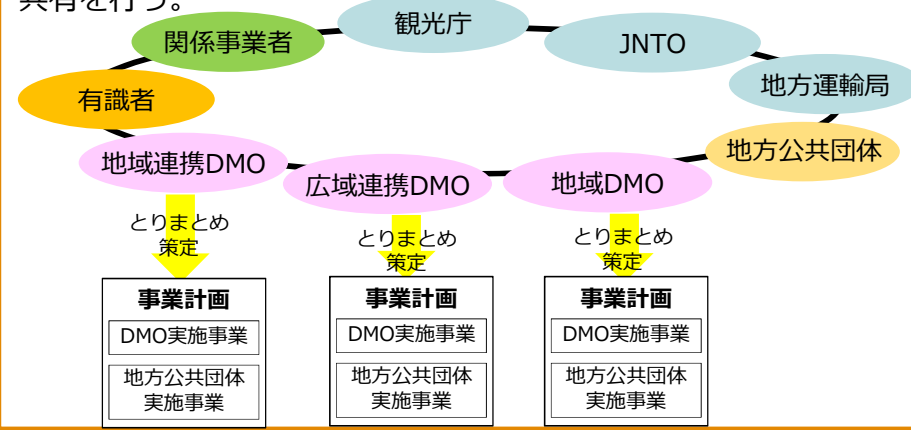 共有を行う。
観光庁
関係事業者
JNTO
地方運輸局
有識者
地方公共団体
地域連携DMO
広域連携DMO
地域DMO
とりまとめ
策定
とりまとめ
策定
とりまとめ
策定
事業計画
DMO実施事業
地方公共団体
実施事業
事業計画
DMO実施事業
地方公共団体
実施事業
事業計画
DMO実施事業
地方公共団体
実施事業